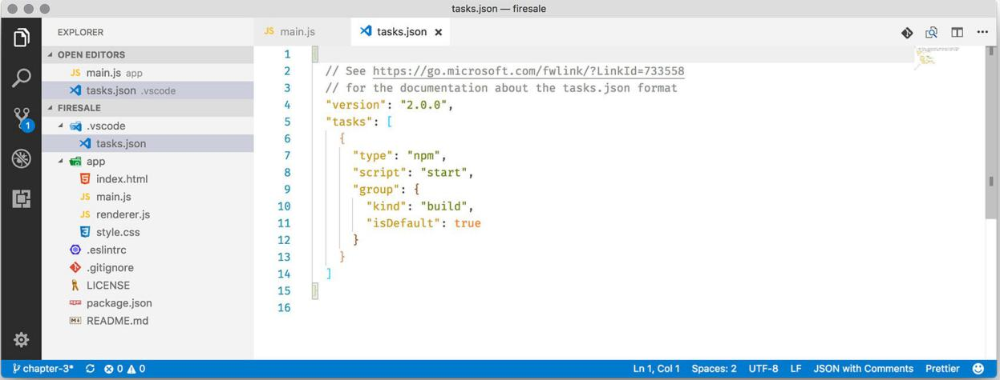 tasks.json — firesale
EXPLORER
OPEN EDITORS
JS main.js app
tasks.json .vscode
FIRESALE
.vscode
tasks.json
app
index.html
JS main.js
JS renderer.js
style.css
.eslintrc
.gitignore
LICENSE
package.json
README.md
1
JS main.js
tasks.json ×
1 {
2 // See https://go.microsoft.com/fwlink/?LinkId=733558
3 // for the documentation about the tasks.json format
4 "version": "2.0.0",
5 "tasks": [
6 {
7 "type": "npm",
8 "script": "start",
9 "group": {
10 "kind": "build",
11 "isDefault": true
12 }
13 }
14 ]
15 }
16
chapter-3* 0 0 Ln 1, Col 1 Spaces: 2 UTF-8 LF JSON with Comments Prettier